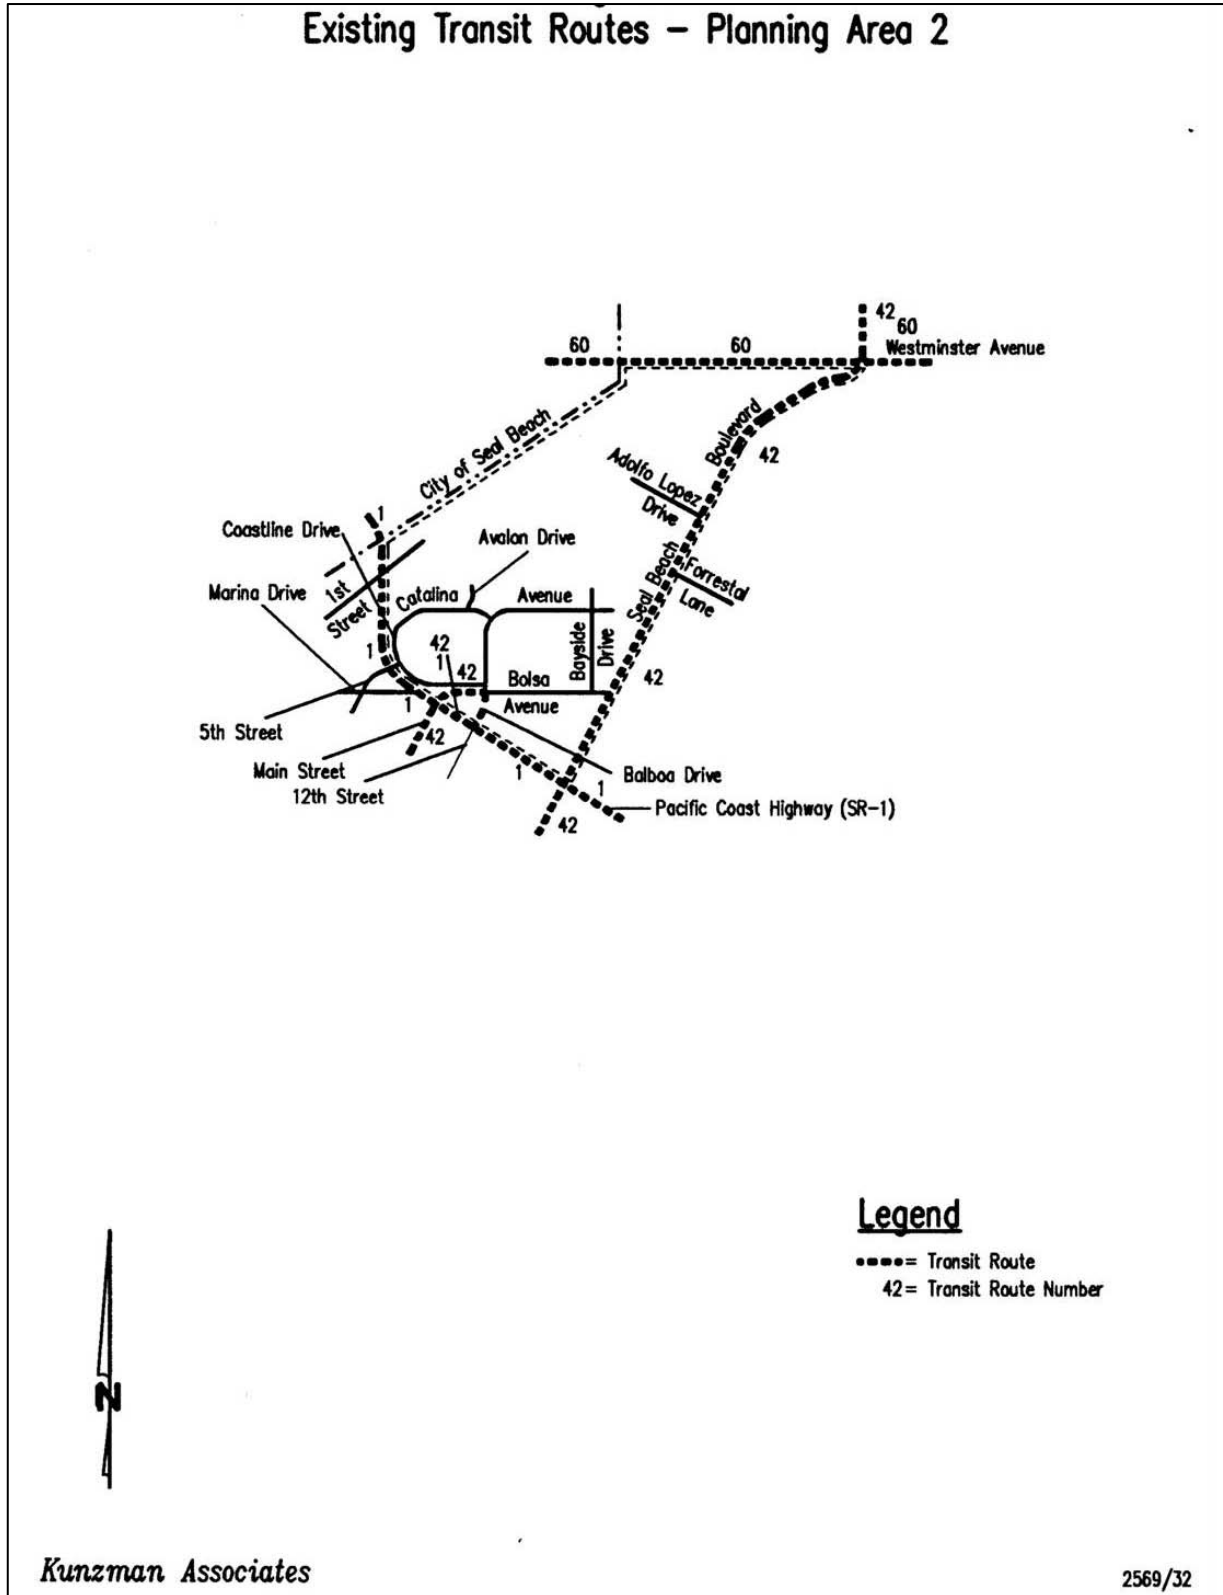 Existing Transit Routes – Planning Area 2
42
60
60
60
Westminster Avenue
City of Seal Beach
Boulevard
42
Adolfo Lopez
Drive
1
Coastline Drive
Avalon Drive
Seal Beach
Forrestal
Lane
Marina Drive
1st
Street
Catalina
Avenue
Bayside
Drive
1
42
1
42
Bolsa
Avenue
42
1
5th Street
42
Main Street
12th Street
1
Balboa Drive
1
Pacific Coast Highway (SR-1)
42
Legend
= Transit Route
42= Transit Route Number
N
Kunzman Associates
2569/32